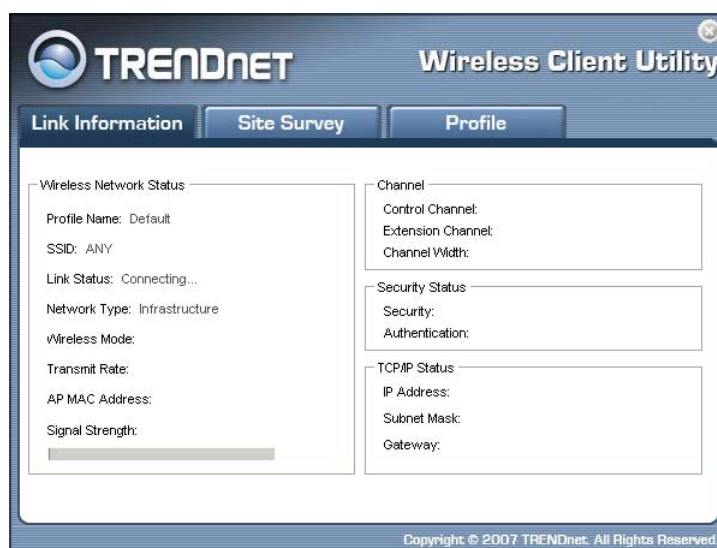 TRENDnet
Wireless Client Utility
Link Information
Site Survey
Profile
Wireless Network Status
Profile Name: Default
SSID: ANY
Link Status: Connecting...
Network Type: Infrastructure
Wireless Mode:
Transmit Rate:
AP MAC Address:
Signal Strength:
Channel
Control Channel:
Extension Channel:
Channel Width:
Security Status
Security:
Authentication:
TCP/IP Status
IP Address:
Subnet Mask:
Gateway:
Copyright © 2007 TRENDnet. All Rights Reserved